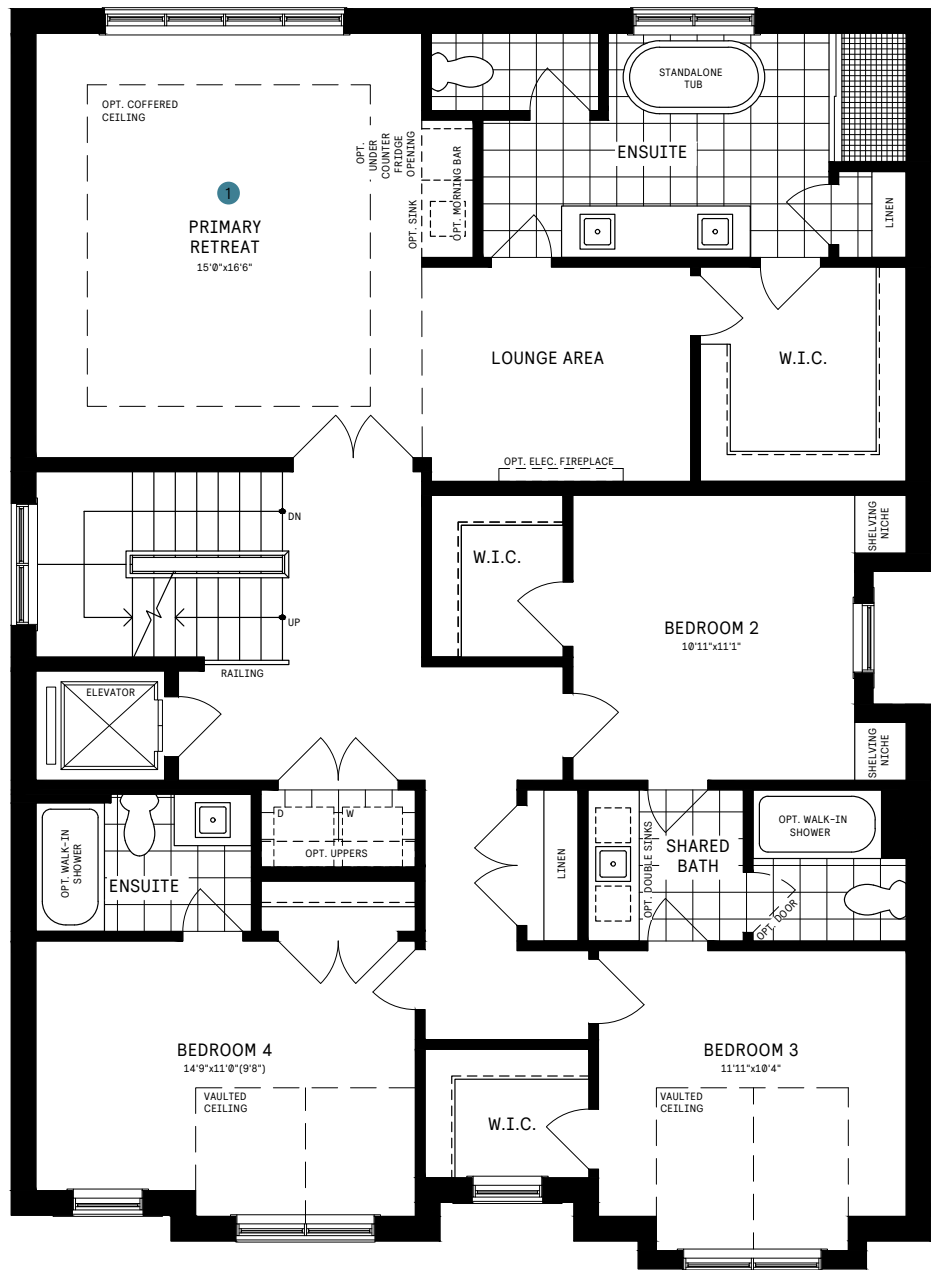 STANDALONE
TUB
OPT. COFFERED
CEILING
OPT.
UNDER
COUNTER
FRIDGE
OPENING
OPT. MORNING BAR
OPT. SINK
ENSUITE
1
PRIMARY
RETREAT
15'0"x16'6"
LINEN
LOUNGE AREA
W.I.C.
OPT. ELEC. FIREPLACE
DN
UP
RAILING
W.I.C.
SHELVING
NICHE
BEDROOM 2
10'11"x11'1"
ELEVATOR
SHELVING
NICHE
D
W
OPT. UPPERS
OPT. WALK-IN
SHOWER
ENSUITE
LINEN
OPT. DOUBLE SINKS
SHARED
BATH
OPT. WALK-IN
SHOWER
OPT. DOOR
BEDROOM 4
14'9"x11'0"(9'8")
VAULTED
CEILING
BEDROOM 3
11'11"x10'4"
VAULTED
CEILING
W.I.C.